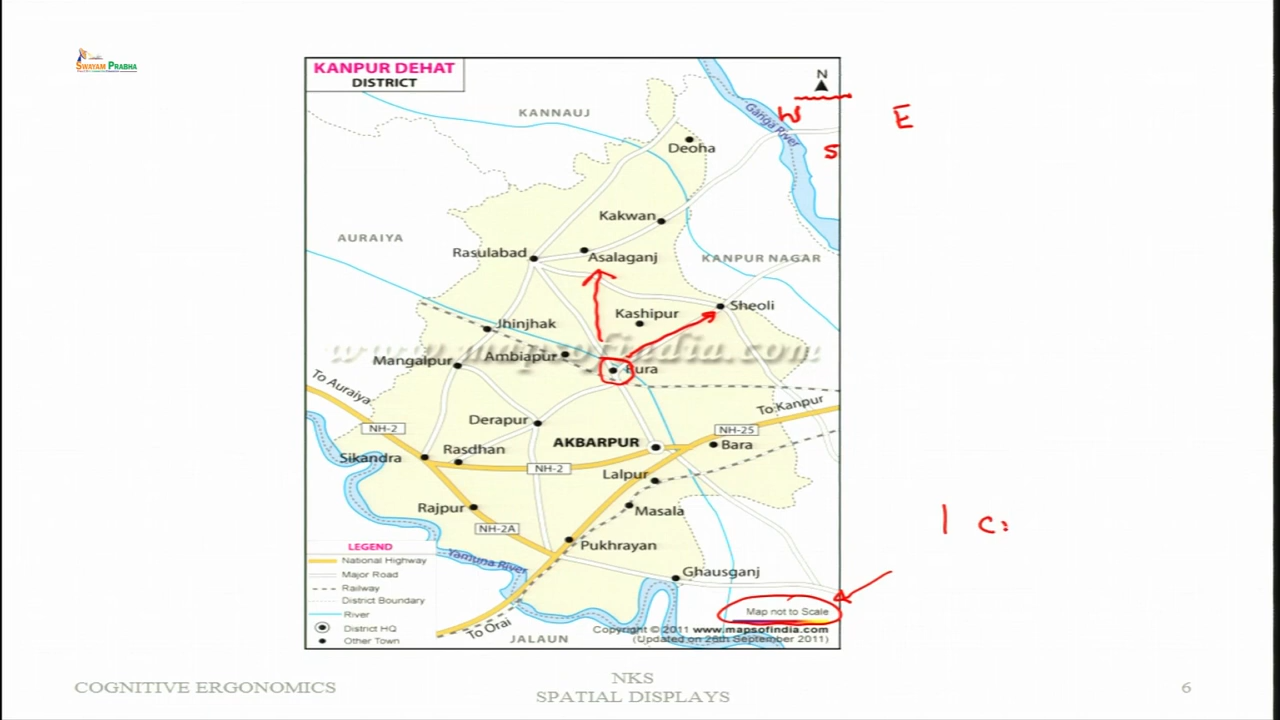 SWAYAM PRABHA
KANPUR DEHAT
DISTRICT
N
W
E
S
Ganga River
KANNAUJ
Deoha
Kakwan
AURAIYA
Rasulabad
Asalaganj
KANPUR NAGAR
Sheoli
Kashipur
Jhinjhak
www.mapsofindia.com
Mangalpur
Ambiapur
Rura
To Auraiya
To Kanpur
NH-2
Derapur
NH-25
AKBARPUR
Bara
Sikandra
Rasdhan
NH-2
Lalpur
Rajpur
Masala
NH-2A
Pukhrayan
Yamuna River
Ghausganj
1 c
LEGEND
National Highway
Major Road
Railway
District Boundary
River
District HQ
Other Town
To Orai
JALAUN
Map not to Scale
Copyright © 2011 www.mapsofindia.com
(Updated on 26th September 2011)
COGNITIVE ERGONOMICS
NKS
SPATIAL DISPLAYS
6